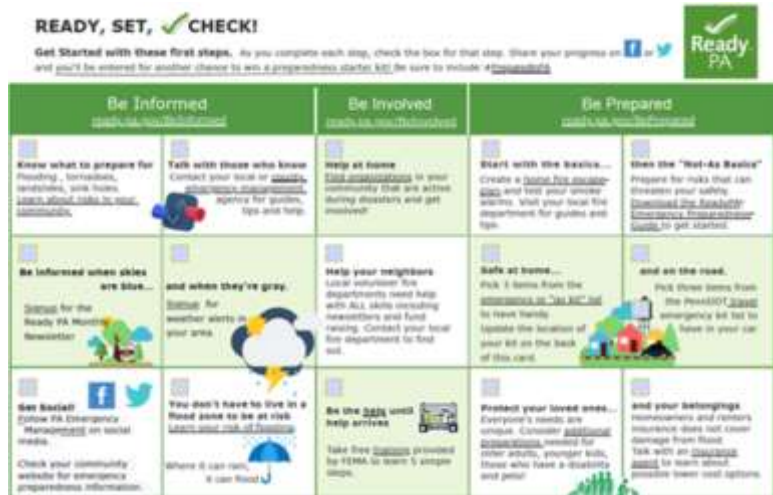 READY, SET, CHECK!
Get Started with these first steps. As you complete each step, check the box for that step. Share your progress on or
and you'll be entered for another chance to win a preparedness starter kit! Be sure to include #PreparedinPA
Ready
PA
Be Informed
ready.pa.gov/BeInformed
Be Involved
ready.pa.gov/BeInvolved
Be Prepared
ready.pa.gov/BePrepared
Know what to prepare for
Flooding, tornadoes,
landslides, sink holes.
Learn about risks in your
community.
Talk with those who know
Contact your local or county
emergency management
agency for guides,
tips and help.
Help at home
Find organizations in your
community that are active
during disasters and get
involved!
Start with the basics...
Create a home fire escape
plan and test your smoke
alarms. Visit your local fire
department for guides and
tips.
then the "Not-As Basics"
Prepare for risks that can
threaten your safety.
Download the ReadyPA
Emergency Preparedness
Guide to get started.
Be informed when skies
are blue...
Signup for the
Ready PA Monthly
Newsletter
and when they're gray.
Signup for
weather alerts in
your area.
Help your neighbors
Local volunteer fire
departments need help
with ALL skills including
newsletters and fund
raising. Contact your local
fire department to find
out.
Safe at home...
Pick 3 items from the
emergency or "go kit" list
to have handy.
Update the location of
your kit on the back
of this card.
and on the road.
Pick three items from
the PennDOT travel
emergency kit list to
have in your car
Get Social!
Follow PA Emergency
Management on social
media.
Check your community
website for emergency
preparedness information.
You don't have to live in a
flood zone to be at risk
Learn your risk of flooding
Where it can rain,
it can flood
Be the help until
help arrives
Take free training provided
by FEMA to learn 5 simple
steps.
Protect your loved ones...
Everyone's needs are
unique. Consider additional
preparations needed for
older adults, younger kids,
those who have a disability
and pets!
and your belongings
Homeowners and renters
insurance does not cover
damage from flood.
Talk with an insurance
agent to learn about
possible lower cost options.